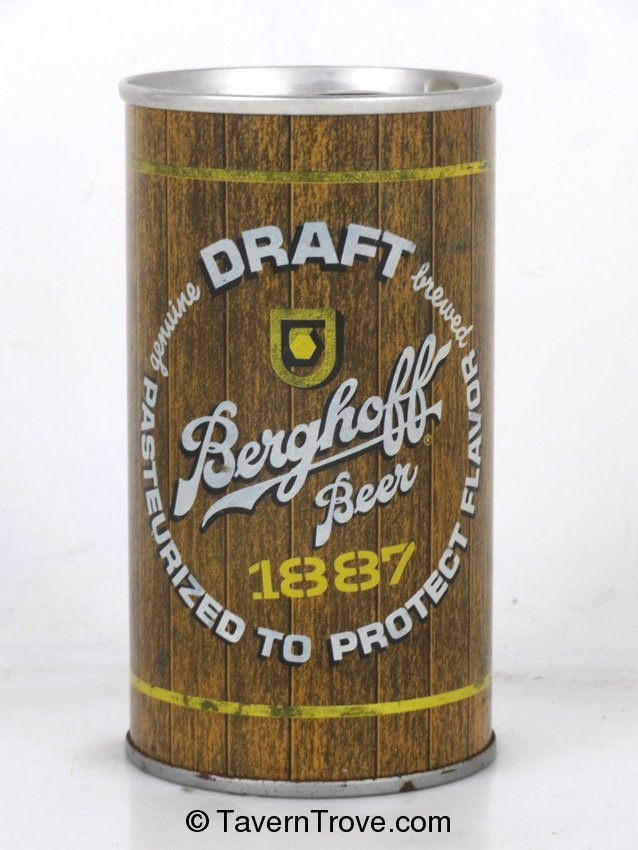 genuine DRAFT brewed
Berghoff®
Beer
1887
PASTEURIZED TO PROTECT FLAVOR
© TavernTrove.com